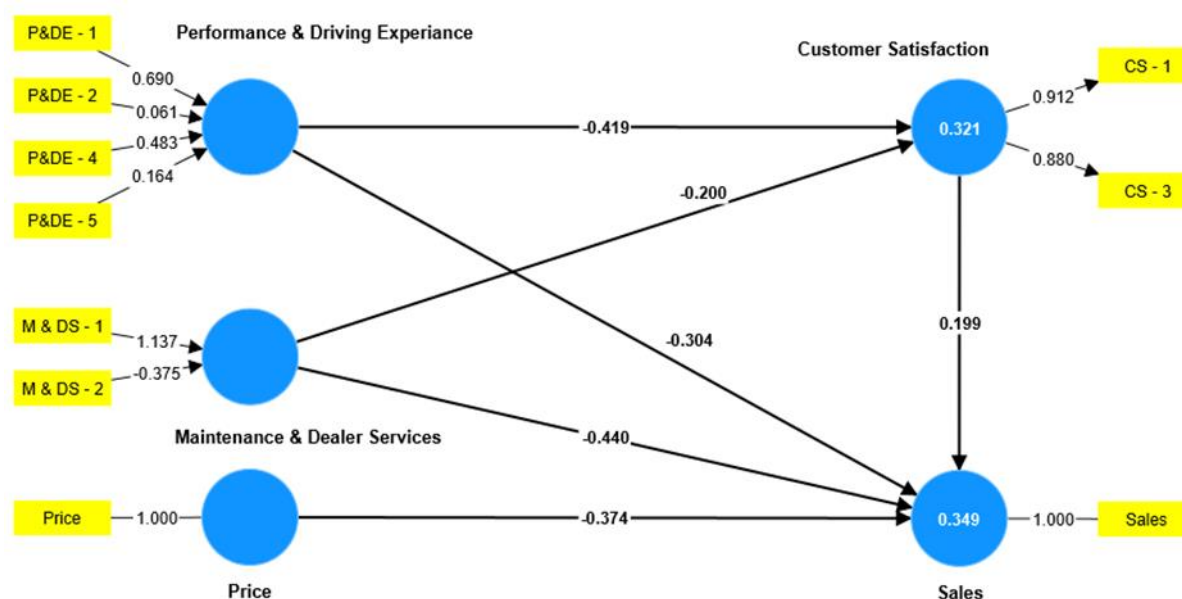 P&DE - 1
Performance & Driving Experiance
Customer Satisfaction
CS - 1
0.690
P&DE - 2
0.061
0.912
-0.419
0.321
P&DE - 4
0.483
0.880
0.164
CS - 3
-0.200
P&DE - 5
M & DS - 1
1.137
0.199
-0.304
M & DS - 2
-0.375
Maintenance & Dealer Services
-0.440
Price
1.000
-0.374
0.349
1.000
Sales
Price
Sales